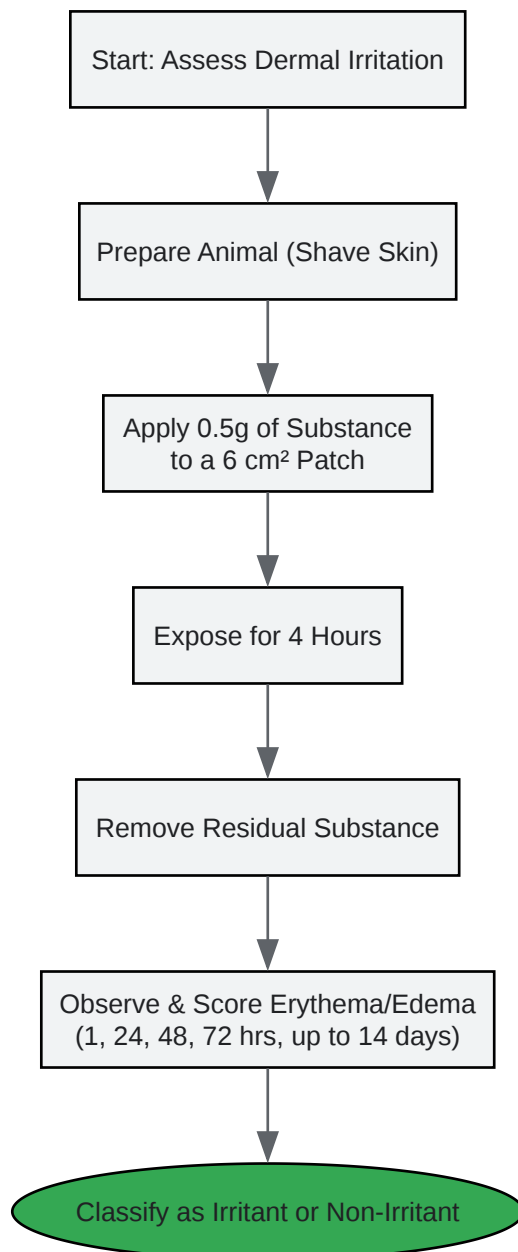 Start: Assess Dermal Irritation
Prepare Animal (Shave Skin)
Apply 0.5g of Substance
to a 6 cm² Patch
Expose for 4 Hours
Remove Residual Substance
Observe & Score Erythema/Edema
(1, 24, 48, 72 hrs, up to 14 days)
Classify as Irritant or Non-Irritant